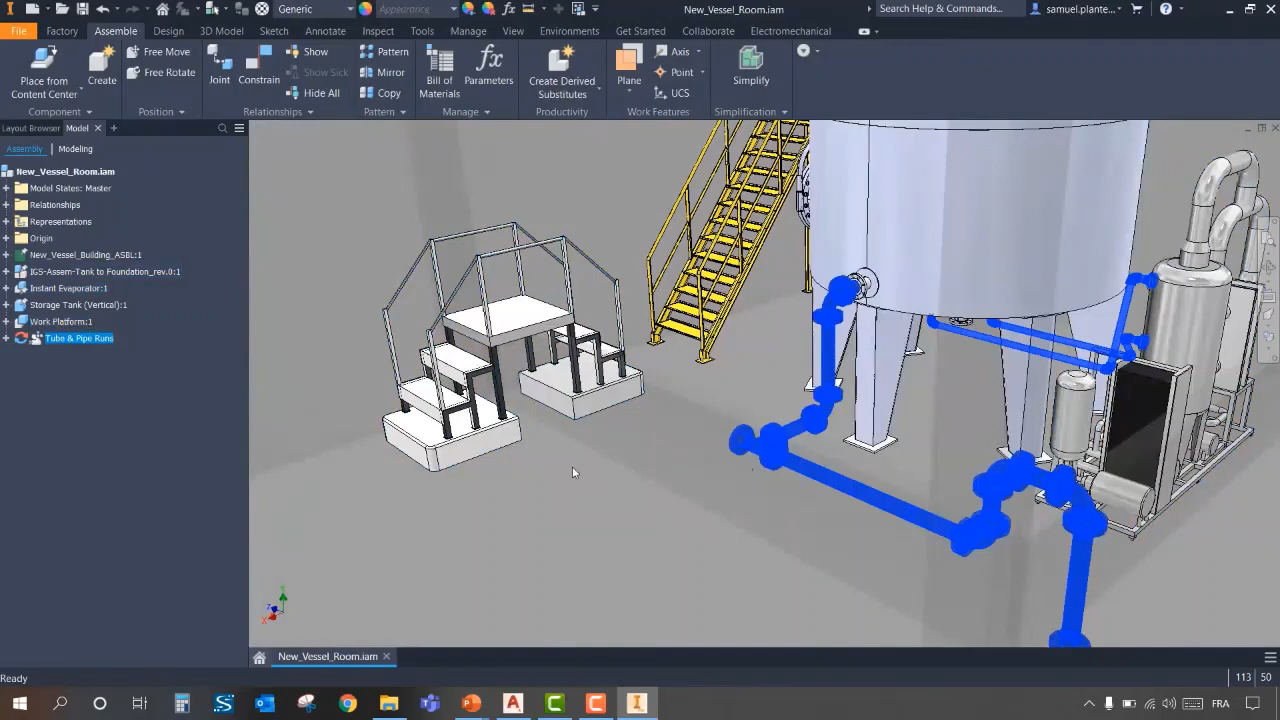 Generic
Appearance
New_Vessel_Room.iam
Search Help & Commands...
samuel.plante...
File Factory Assemble Design 3D Model Sketch Annotate Inspect Tools Manage View Environments Get Started Collaborate Electromechanical
Place from
Content Center
Create
Free Move
Free Rotate
Joint
Constrain
Show
Show Sick
Hide All
Pattern
Mirror
Copy
Bill of
Materials
Parameters
Create Derived
Substitutes
Plane
Axis
Point
UCS
Simplify
Component Position Relationships Pattern Manage Productivity Work Features Simplification
Layout Browser Model
Assembly Modeling
New_Vessel_Room.iam
Model States: Master
Relationships
Representations
Origin
New_Vessel_Building_ASBL:1
IGS-Assem-Tank to Foundation_rev.0:1
Instant Evaporator:1
Storage Tank (Vertical):1
Work Platform:1
Tube & Pipe Runs
Y
Z
X
New_Vessel_Room.iam
Ready
113 50
FRA